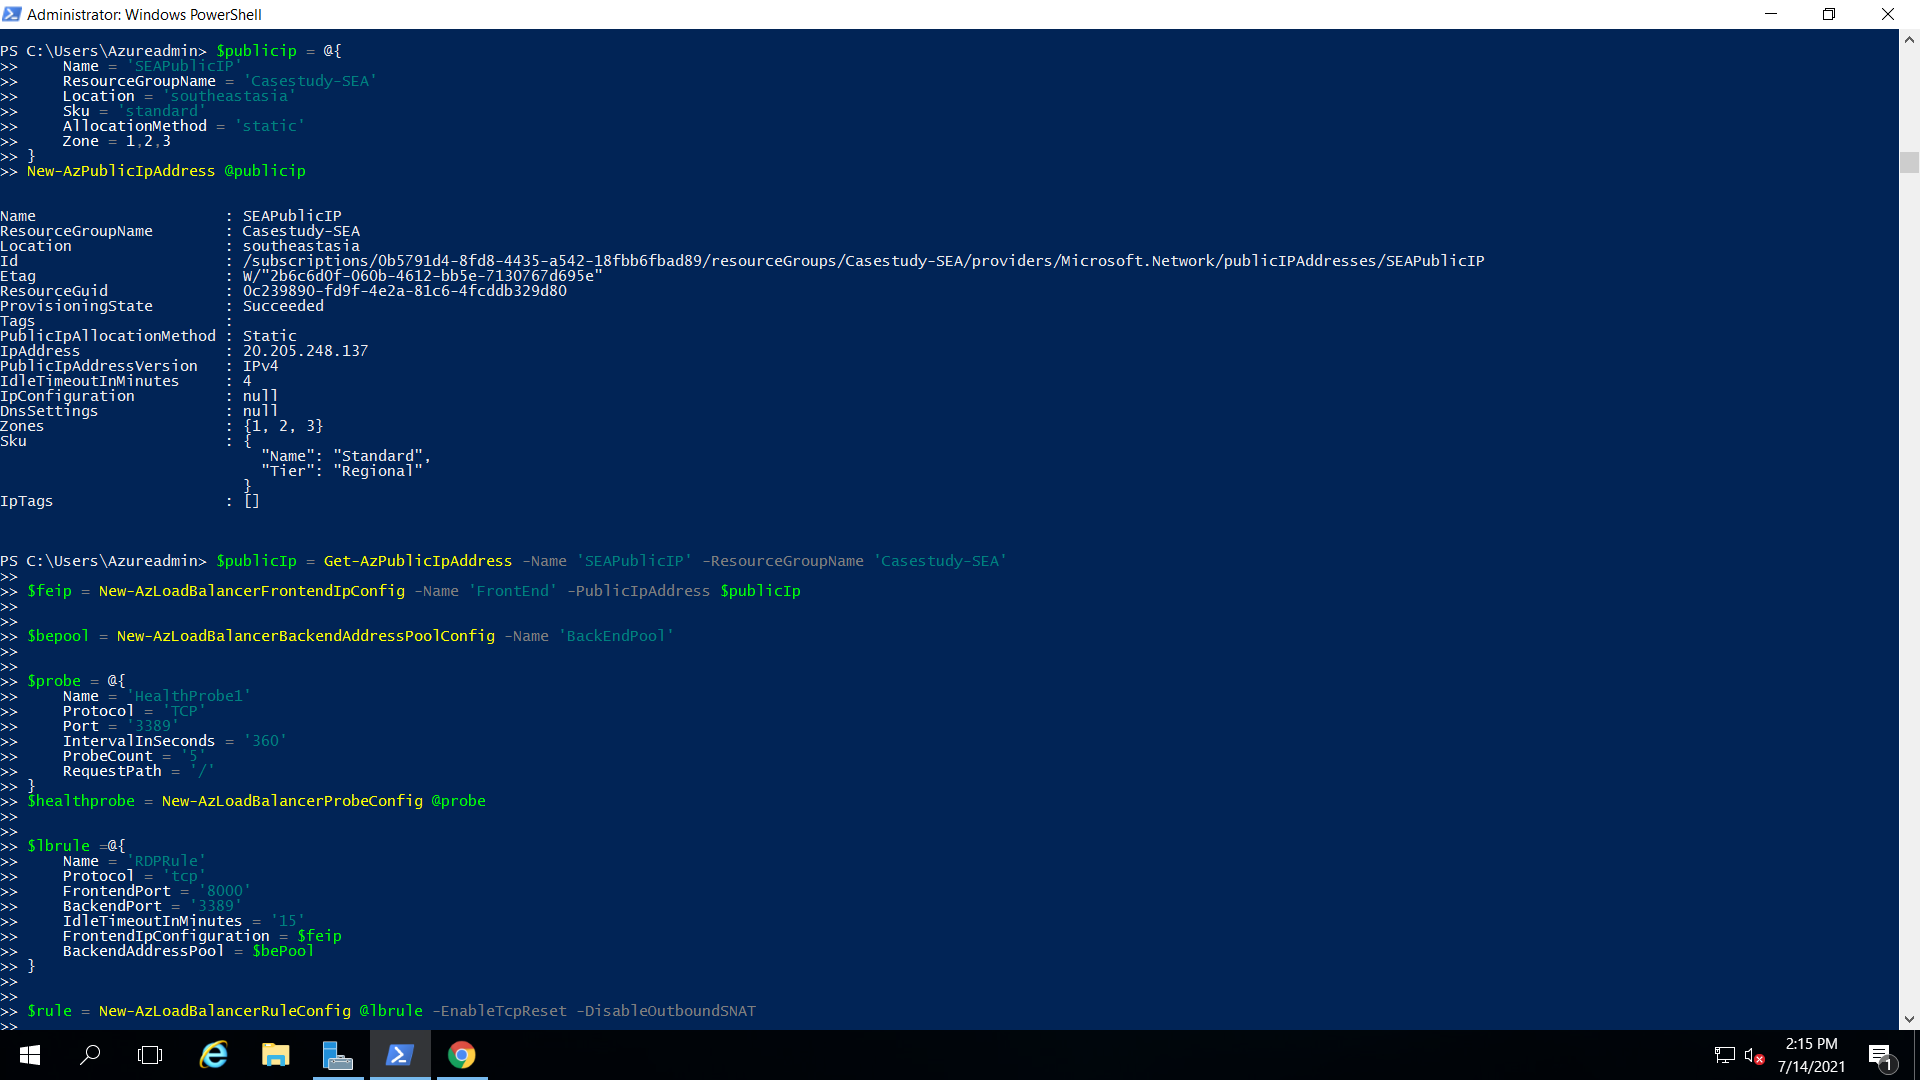 Administrator: Windows PowerShell
PS C:\Users\Azureadmin> $publicip = @{
>>     Name = 'SEAPublicIP'
>>     ResourceGroupName = 'Casestudy-SEA'
>>     Location = 'southeastasia'
>>     Sku = 'standard'
>>     AllocationMethod = 'static'
>>     Zone = 1,2,3
>> }
>> New-AzPublicIpAddress @publicip
Name                     : SEAPublicIP
ResourceGroupName        : Casestudy-SEA
Location                 : southeastasia
Id                       : /subscriptions/0b5791d4-8fd8-4435-a542-18fbb6fbad89/resourceGroups/Casestudy-SEA/providers/Microsoft.Network/publicIPAddresses/SEAPublicIP
Etag                     : W/"2b6c6d0f-060b-4612-bb5e-7130767d695e"
ResourceGuid             : 0c239890-fd9f-4e2a-81c6-4fcddb329d80
ProvisioningState        : Succeeded
Tags                     :
PublicIpAllocationMethod : Static
IpAddress                : 20.205.248.137
PublicIpAddressVersion   : IPv4
IdleTimeoutInMinutes     : 4
IpConfiguration          : null
DnsSettings              : null
Zones                    : {1, 2, 3}
Sku                      : {
                             "Name": "Standard",
                             "Tier": "Regional"
                           }
IpTags                   : []
PS C:\Users\Azureadmin> $publicIp = Get-AzPublicIpAddress -Name 'SEAPublicIP' -ResourceGroupName 'Casestudy-SEA'
>>
>> $feip = New-AzLoadBalancerFrontendIpConfig -Name 'FrontEnd' -PublicIpAddress $publicIp
>>
>>
>> $bepool = New-AzLoadBalancerBackendAddressPoolConfig -Name 'BackEndPool'
>>
>>
>> $probe = @{
>>     Name = 'HealthProbe1'
>>     Protocol = 'TCP'
>>     Port = '3389'
>>     IntervalInSeconds = '360'
>>     ProbeCount = '5'
>>     RequestPath = '/'
>> }
>> $healthprobe = New-AzLoadBalancerProbeConfig @probe
>>
>>
>> $lbrule =@{
>>     Name = 'RDPRule'
>>     Protocol = 'tcp'
>>     FrontendPort = '8000'
>>     BackendPort = '3389'
>>     IdleTimeoutInMinutes = '15'
>>     FrontendIpConfiguration = $feip
>>     BackendAddressPool = $bePool
>> }
>>
>>
>> $rule = New-AzLoadBalancerRuleConfig @lbrule -EnableTcpReset -DisableOutboundSNAT
>>
2:15 PM
7/14/2021
1